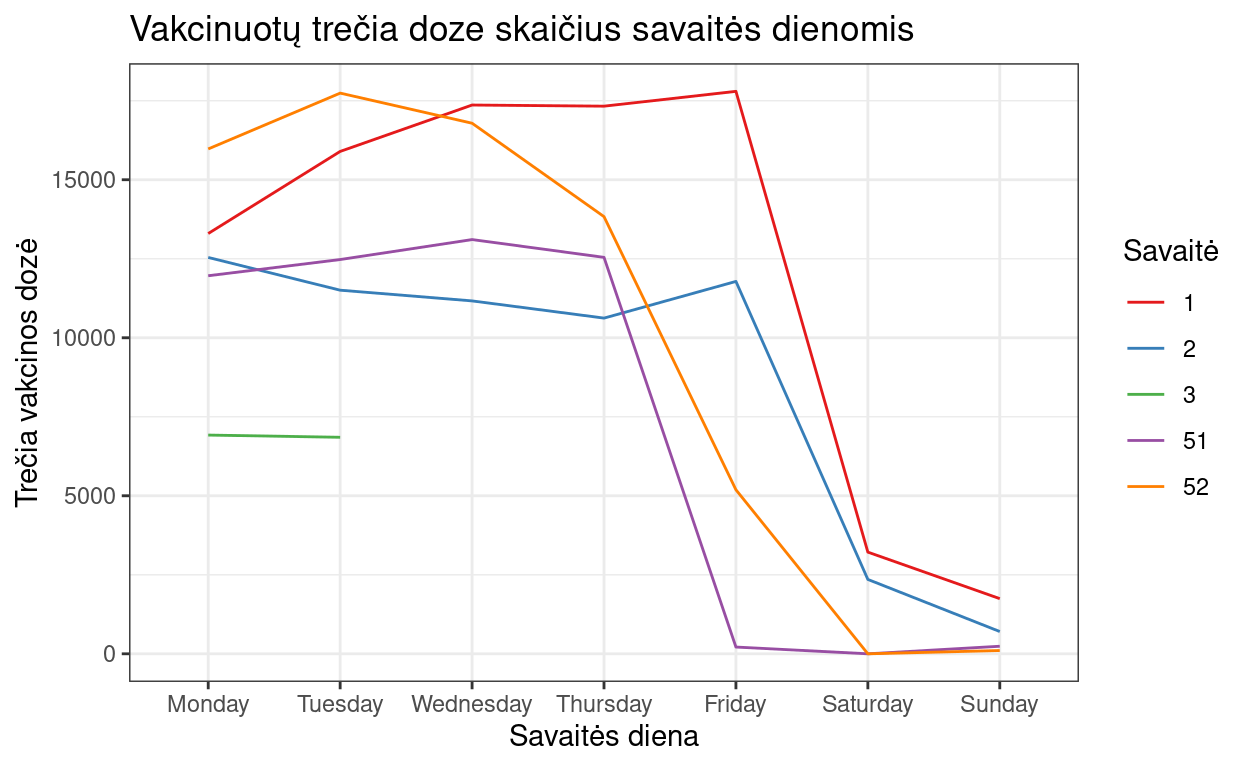 Vakcinuotų trečia doze skaičius savaitės dienomis
Trečia vakcinos dozė
15000
10000
5000
0
Monday Tuesday Wednesday Thursday Friday Saturday Sunday
Savaitės diena
Savaitė
1
2
3
51
52